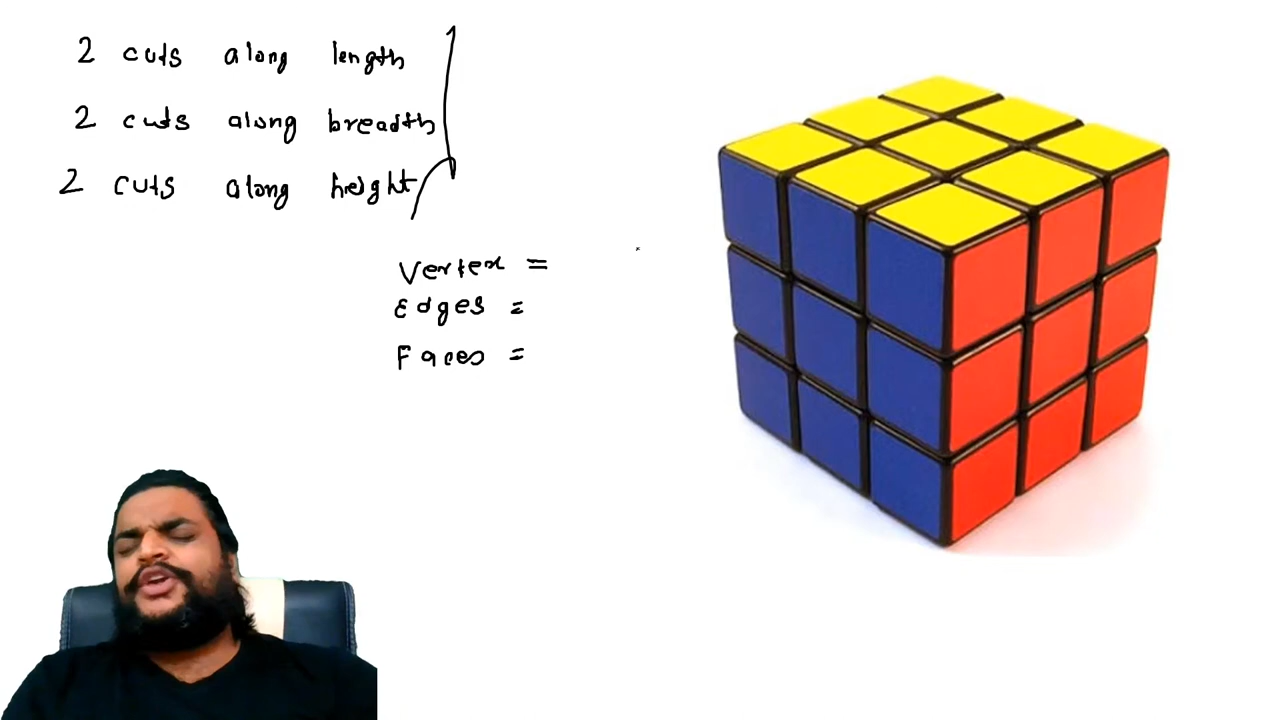 2 cuts along length
2 cuts along breadth
2 cuts along height
Vertex =
Edges =
Faces =